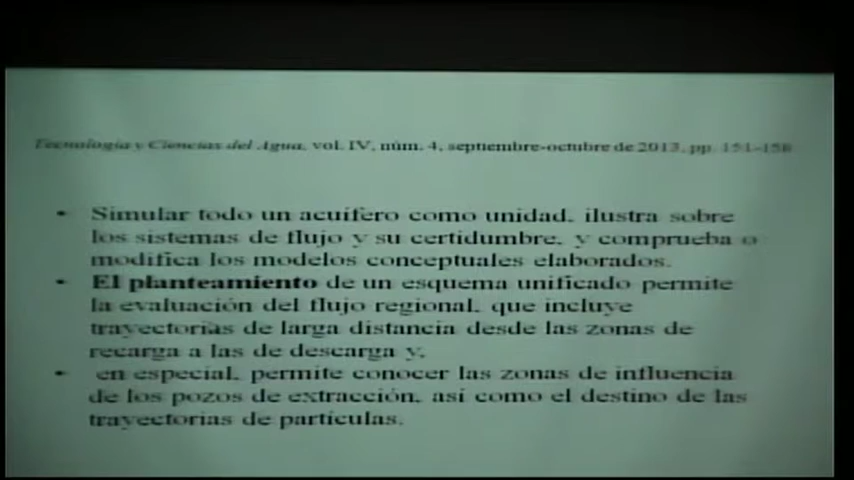 Tecnología y Ciencias del Agua, vol. IV, núm. 4, septiembre-octubre de 2013, pp. 151-158
• Simular todo un acuífero como unidad, ilustra sobre
los sistemas de flujo y su certidumbre, y comprueba o
modifica los modelos conceptuales elaborados.
• El planteamiento de un esquema unificado permite
la evaluación del flujo regional, que incluye
trayectorias de larga distancia desde las zonas de
recarga a las de descarga y,
• en especial, permite conocer las zonas de influencia
de los pozos de extracción, así como el destino de las
trayectorias de partículas.